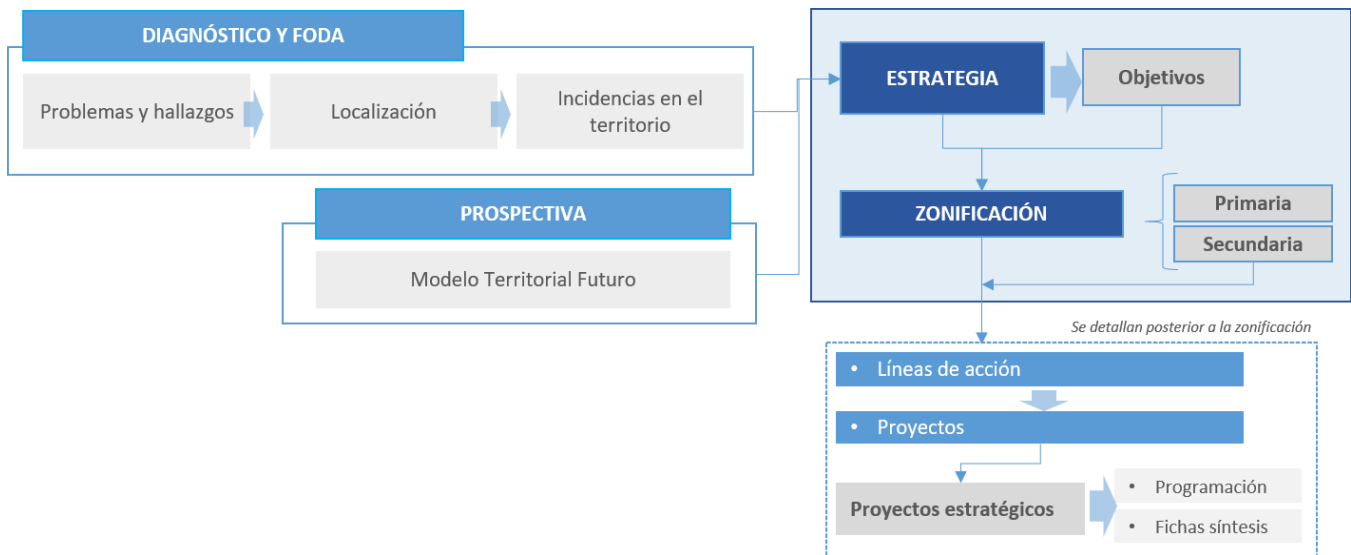 DIAGNÓSTICO Y FODA
Problemas y hallazgos
Localización
Incidencias en el
territorio
PROSPECTIVA
Modelo Territorial Futuro
ESTRATEGIA
Objetivos
ZONIFICACIÓN
Primaria
Secundaria
Se detallan posterior a la zonificación
• Líneas de acción
• Proyectos
Proyectos estratégicos
• Programación
• Fichas síntesis